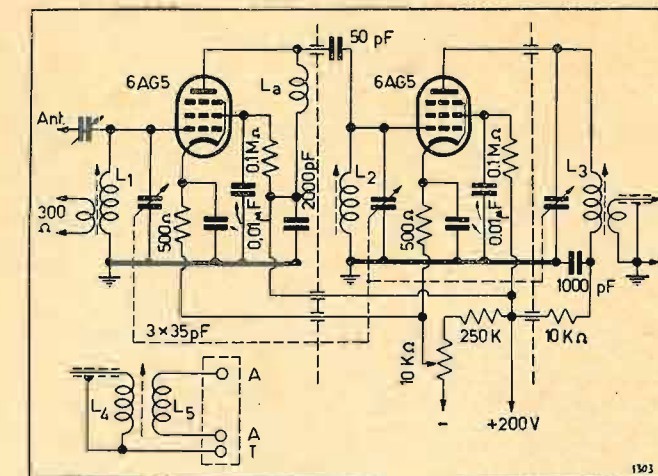 50 pF
6AG5
La
6AG5
Ant.
L1
300
Ω
500Ω
0,01µF
0.1MΩ
2000pF
L2
500Ω
0.01µF
0.1MΩ
L3
1000
pF
3×35pF
10KΩ
250K
10KΩ
-
+200V
L4
L5
A
A
T
1303